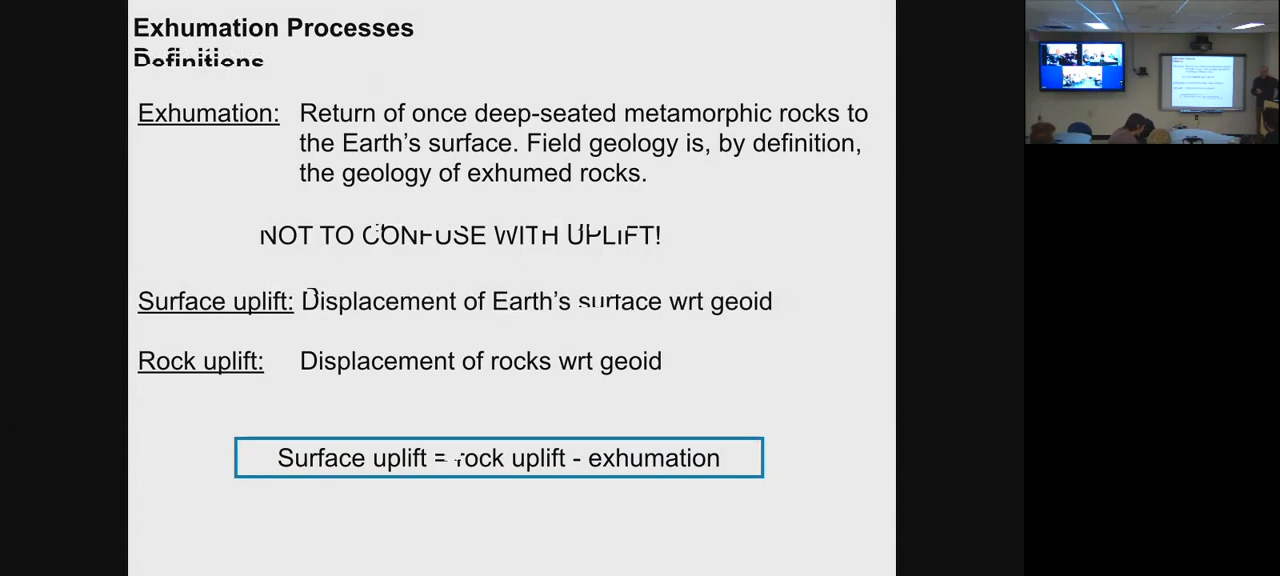 Exhumation Processes
Definitions
Exhumation: Return of once deep-seated metamorphic rocks to
the Earth's surface. Field geology is, by definition,
the geology of exhumed rocks.
NOT TO CONFUSE WITH UPLIFT!
Surface uplift: Displacement of Earth's surface wrt geoid
Rock uplift: Displacement of rocks wrt geoid
Surface uplift = rock uplift - exhumation